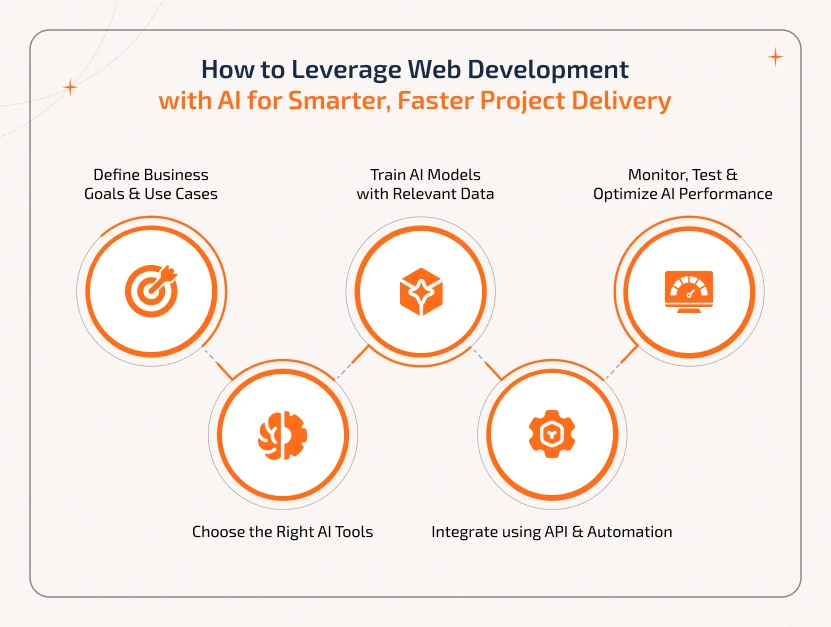 How to Leverage Web Development
with AI for Smarter, Faster Project Delivery
Define Business
Goals & Use Cases
Train AI Models
with Relevant Data
Monitor, Test &
Optimize AI Performance
Choose the Right AI Tools
Integrate using API & Automation